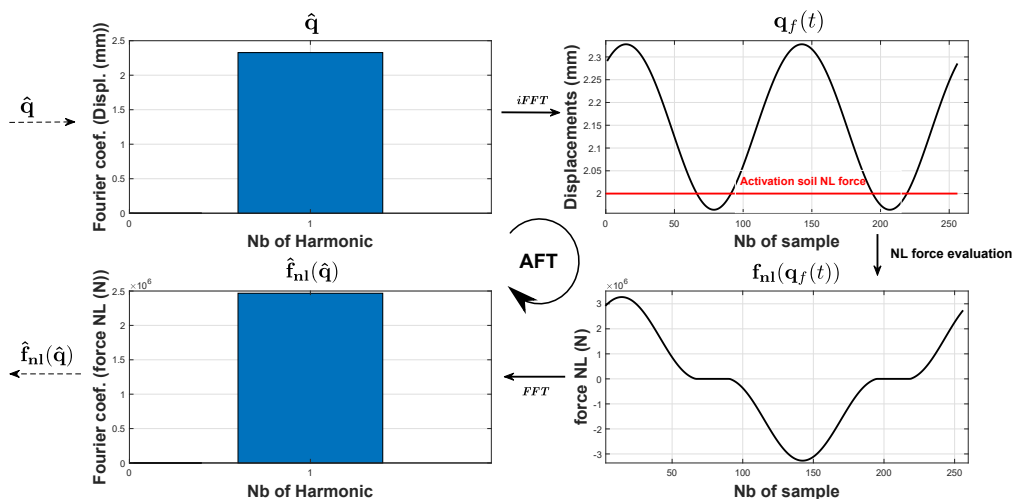 q̂
Fourier coef. (Displ. (mm))
2.5
2
1.5
1
0.5
0
0
1
Nb of Harmonic
q̂
iFFT
q_f(t)
Displacements (mm)
2.3
2.25
2.2
2.15
2.1
2.05
2
Activation soil NL force
0
50
100
150
200
250
Nb of sample
AFT
NL force evaluation
f̂_nl(q̂)
×10⁶
Fourier coef. (force NL (N))
2.5
2
1.5
1
0.5
0
0
1
Nb of Harmonic
f̂_nl(q̂)
FFT
f_nl(q_f(t))
×10⁶
force NL (N)
3
2
1
0
-1
-2
-3
50
100
150
200
250
Nb of sample